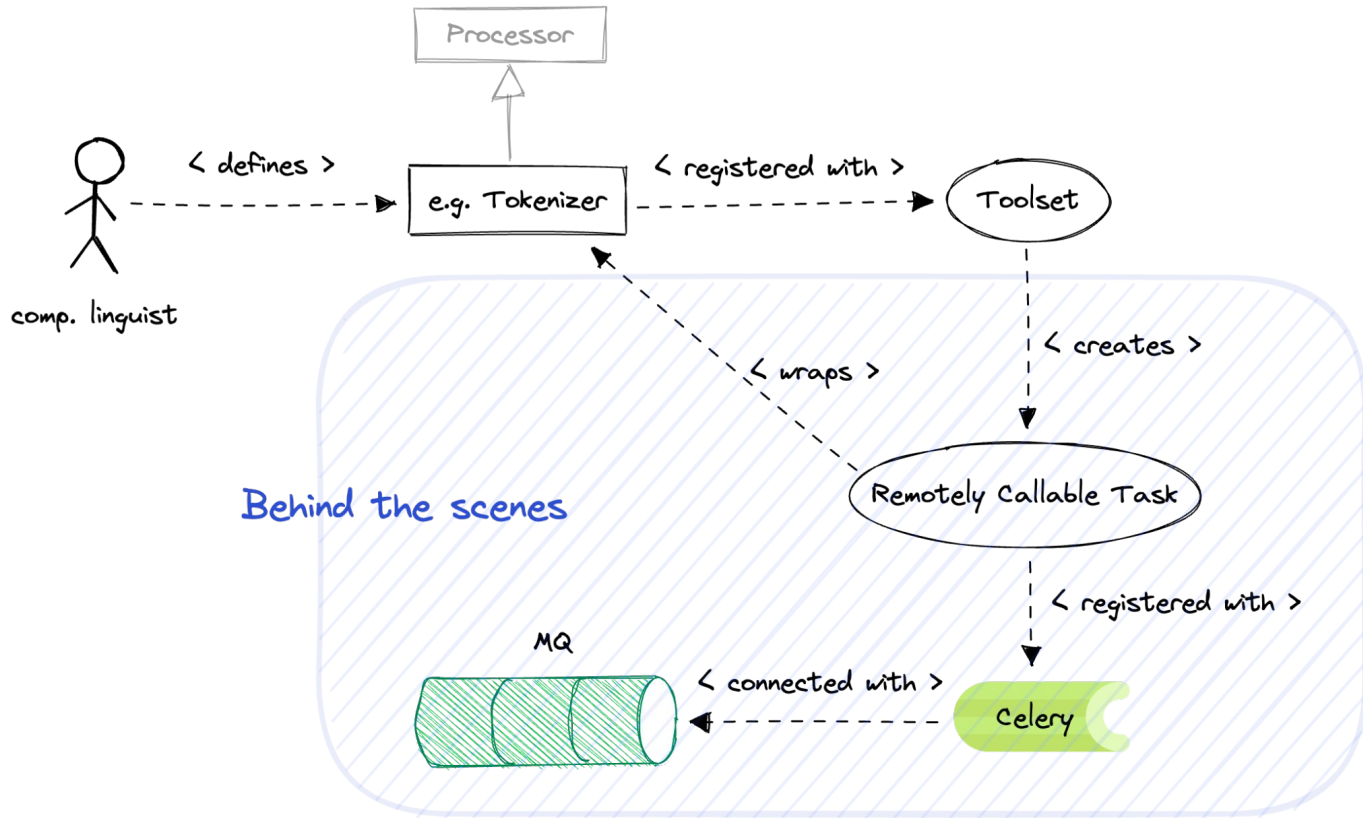 Processor
< defines >
< registered with >
e.g. Tokenizer
Toolset
comp. linguist
< creates >
< wraps >
Remotely Callable Task
Behind the scenes
< registered with >
MQ
< connected with >
Celery